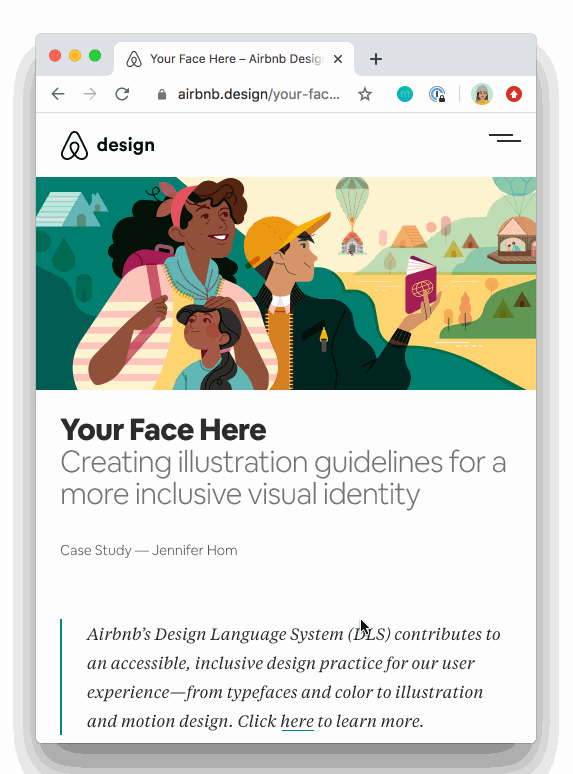 Your Face Here – Airbnb Desig
airbnb.design/your-fac...
design
Your Face Here
Creating illustration guidelines for a
more inclusive visual identity
Case Study — Jennifer Hom
Airbnb’s Design Language System (DLS) contributes to
an accessible, inclusive design practice for our user
experience—from typefaces and color to illustration
and motion design. Click here to learn more.